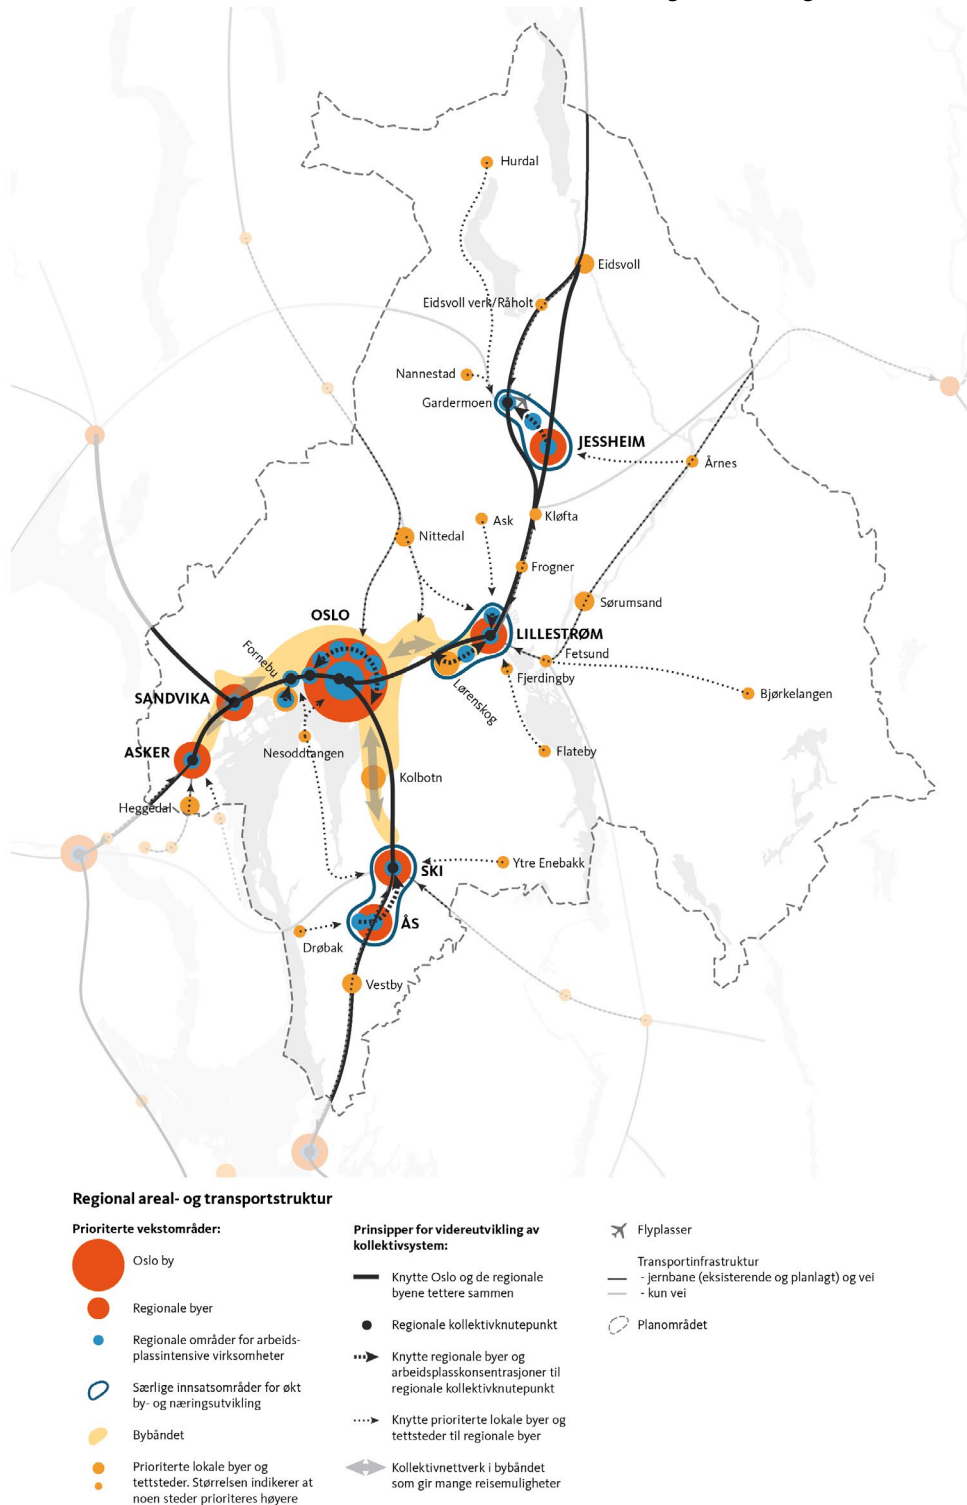 Hurdal
Eidsvoll
Eidsvoll verk/Råholt
Nannestad
Gardermoen
JESSHEIM
Årnes
Kløfta
Ask
Nittedal
Frogner
Sørumsand
OSLO
LILLESTRØM
Fetsund
Fornebu
Fjerdingby
Lørenskog
Bjørkelangen
SANDVIKA
ASKER
Nesoddtangen
Flateby
Kolbotn
Heggedal
Ytre Enebakk
SKI
ÅS
Drøbak
Vestby
Regional areal- og transportstruktur
Prioriterte vekstområder:
Oslo by
Regionale byer
Regionale områder for arbeids-
plassintensive virksomheter
Særlige innsatsområder for økt
by- og næringsutvikling
Bybåndet
Prioriterte lokale byer og
tettsteder. Størrelsen indikerer at
noen steder prioriteres høyere
Prinsipper for videreutvikling av
kollektivsystem:
Knytte Oslo og de regionale
byene tettere sammen
Regionale kollektivknutepunkt
Knytte regionale byer og
arbeidsplasskonsentrasjoner til
regionale kollektivknutepunkt
Knytte prioriterte lokale byer og
tettsteder til regionale byer
Kollektivnettverk i bybåndet
som gir mange reisemuligheter
Flyplasser
Transportinfrastruktur
- jernbane (eksisterende og planlagt) og vei
- kun vei
Planområdet